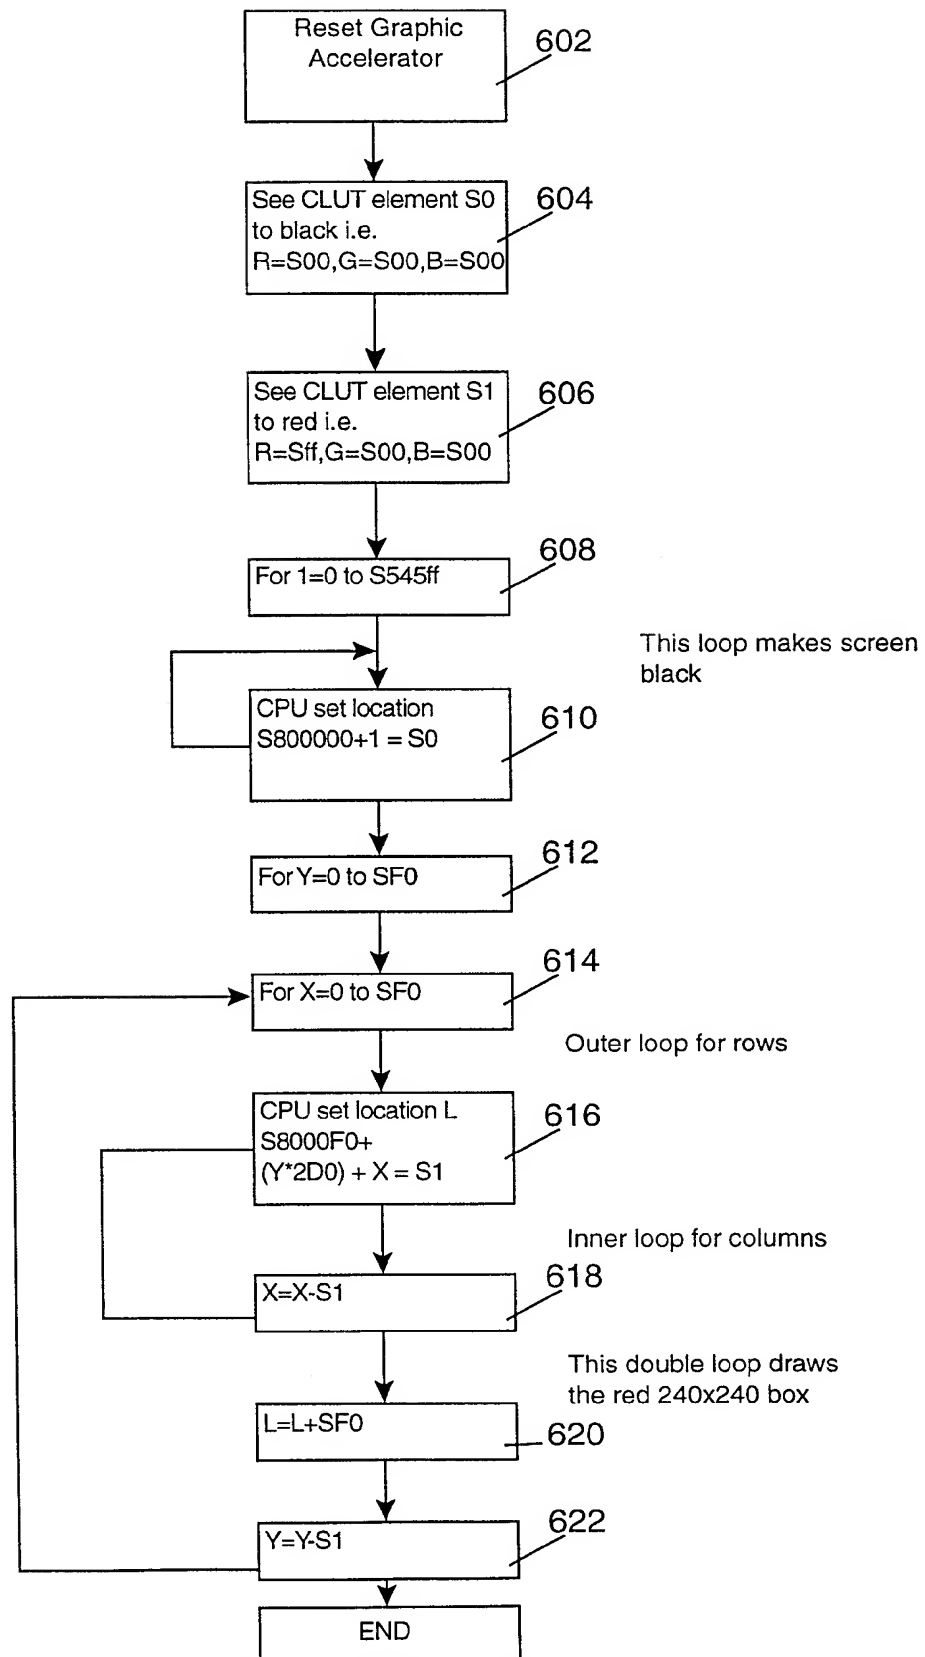 Reset Graphic
Accelerator
602
See CLUT element S0
to black i.e.
R=S00,G=S00,B=S00
604
See CLUT element S1
to red i.e.
R=Sff,G=S00,B=S00
606
For 1=0 to S545ff
608
This loop makes screen
black
CPU set location
S800000+1 = S0
610
For Y=0 to SF0
612
For X=0 to SF0
614
Outer loop for rows
CPU set location L
S8000F0+
(Y*2D0) + X = S1
616
Inner loop for columns
X=X-S1
618
This double loop draws
the red 240x240 box
L=L+SF0
620
Y=Y-S1
622
END